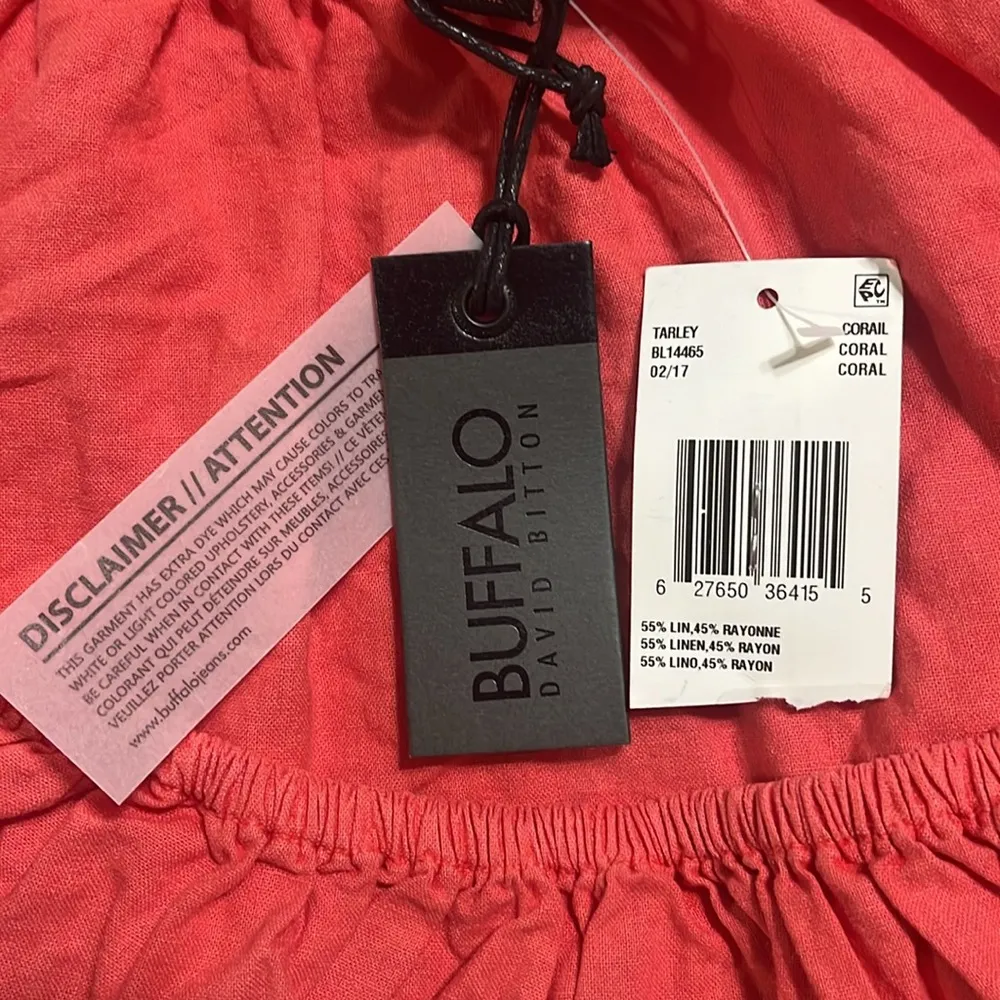 DISCLAIMER // ATTENTION
THIS GARMENT HAS EXTRA DYE WHICH MAY CAUSE COLORS TO
WHITE OR LIGHT COLORED UPHOLSTERY, ACCESSORIES &
BE CAREFUL WHEN IN CONTACT WITH THESE ITEMS! // CE
COLORANT QUI PEUT DÉTEINDRE SUR MEUBLES, ACCESSOIRES
VEUILLEZ PORTER ATTENTION LORS DU CONTACT AVEC CES
www.buffalojeans.com
BUFFALO
DAVID BITTON
EPC
TM
TARLEY CORAIL
BL14465 CORAL
02/17 CORAL
6 27650 36415 5
55% LIN,45% RAYONNE
55% LINEN,45% RAYON
55% LINO,45% RAYON